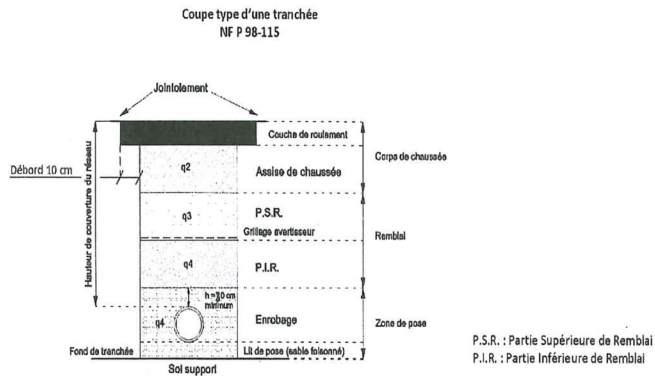 Coupe type d'une tranchée
NF P 98-115
Jointoiement
Couche de roulement
Corps de chaussée
Débord 10 cm
Hauteur de couverture du réseau
q2
Assise de chaussée
q3
P.S.R.
Grillage avertisseur
Remblai
q4
P.I.R.
h = 10 cm
minimum
q4
Enrobage
Zone de pose
Fond de tranchée
Lit de pose (sable foisonné)
Sol support
P.S.R. : Partie Supérieure de Remblai
P.I.R. : Partie Inférieure de Remblai